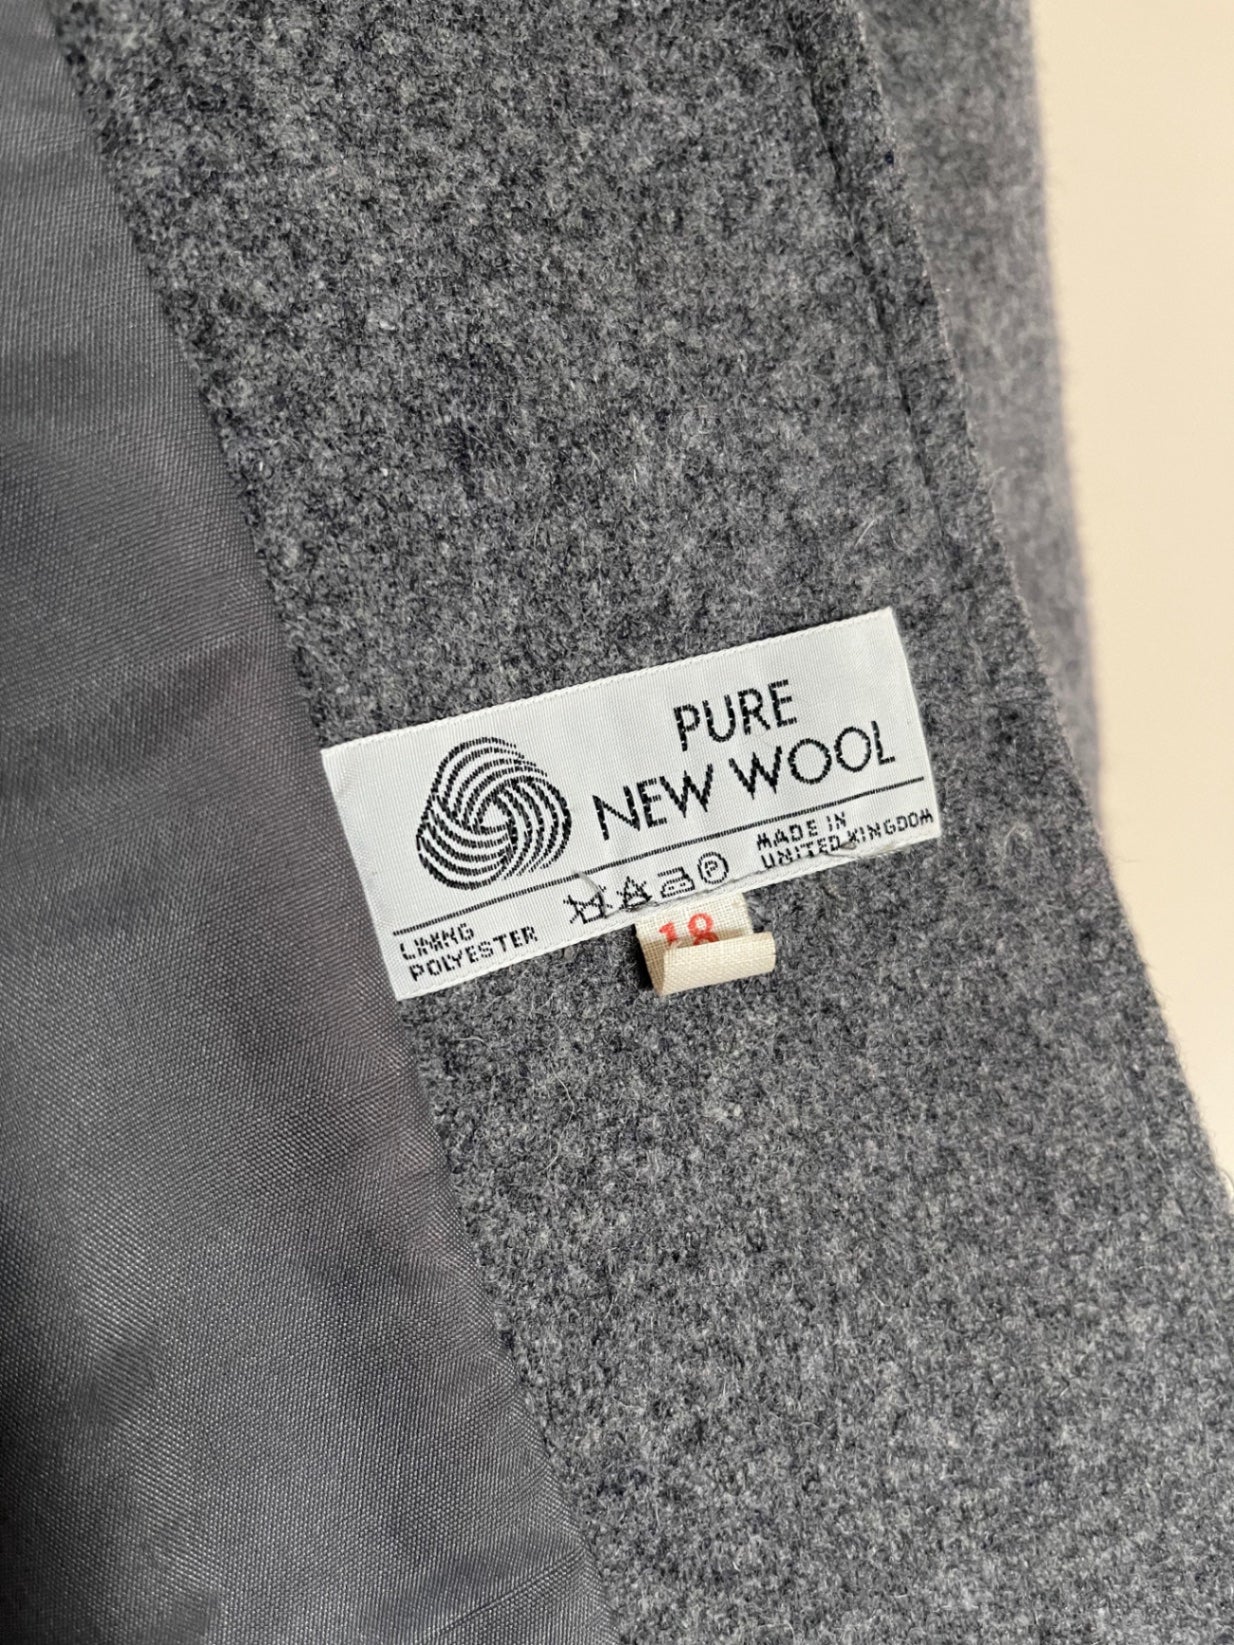 PURE
NEW WOOL
MADE IN
UNITED KINGDOM
P
LINING
POLYESTER
18